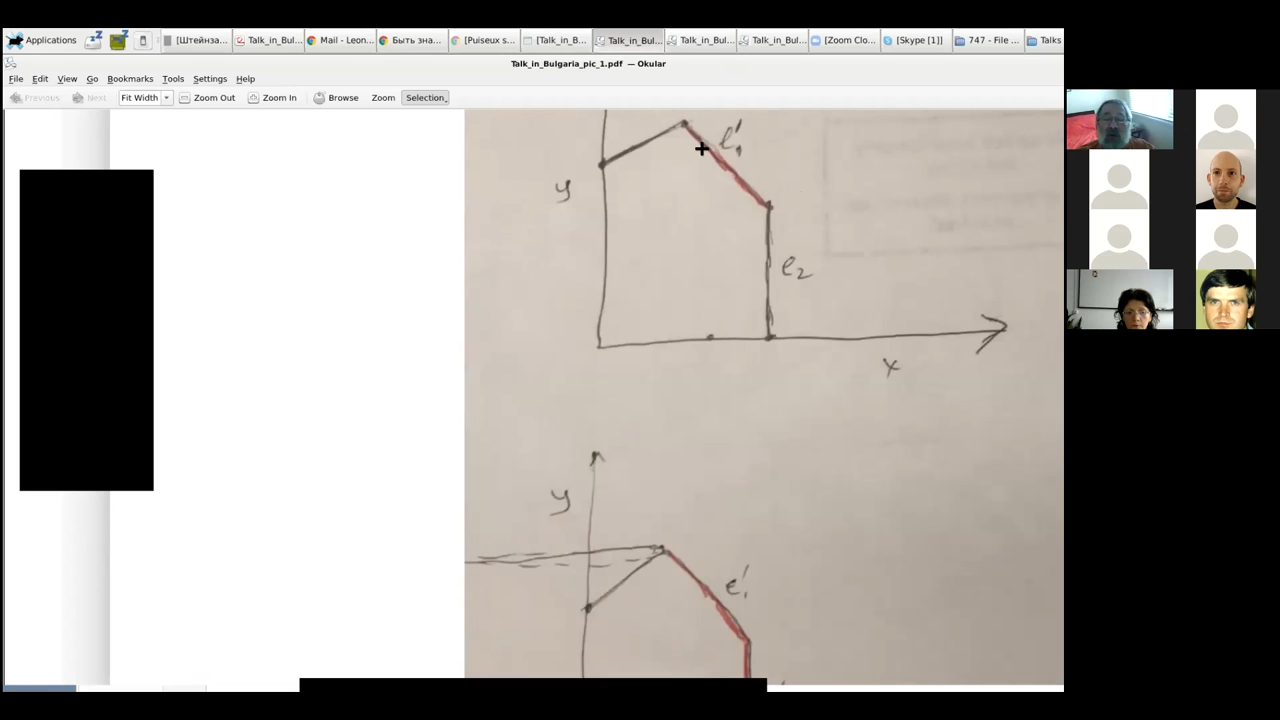 Applications [Штейнза... Talk_in_Bul... Mail - Leon... Быть зна... [Puiseux s... [Talk_in_B... Talk_in_Bul... Talk_in_Bul... Talk_in_Bul... [Zoom Clo... [Skype [1]] 747 - File ... Talks
Talk_in_Bulgaria_pic_1.pdf — Okular
File Edit View Go Bookmarks Tools Settings Help
Previous Next Fit Width Zoom Out Zoom In Browse Zoom Selection
y
e'₁
e₂
x
y
e'₁